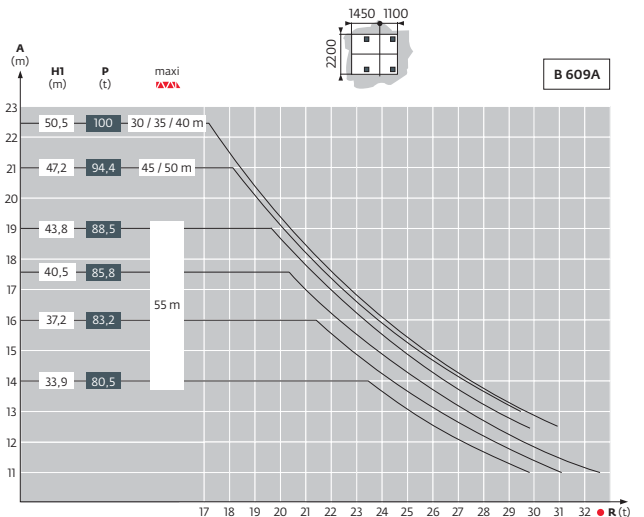 1450 1100
2200
B 609A
A
(m)
H1
(m)
P
(t)
maxi
23
50,5 100 30 / 35 / 40 m
22
21 47,2 94,4 45 / 50 m
20
19 43,8 88,5
18
40,5 85,8
17
55 m
16 37,2 83,2
15
14 33,9 80,5
13
12
11
17 18 19 20 21 22 23 24 25 26 27 28 29 30 31 32 R (t)